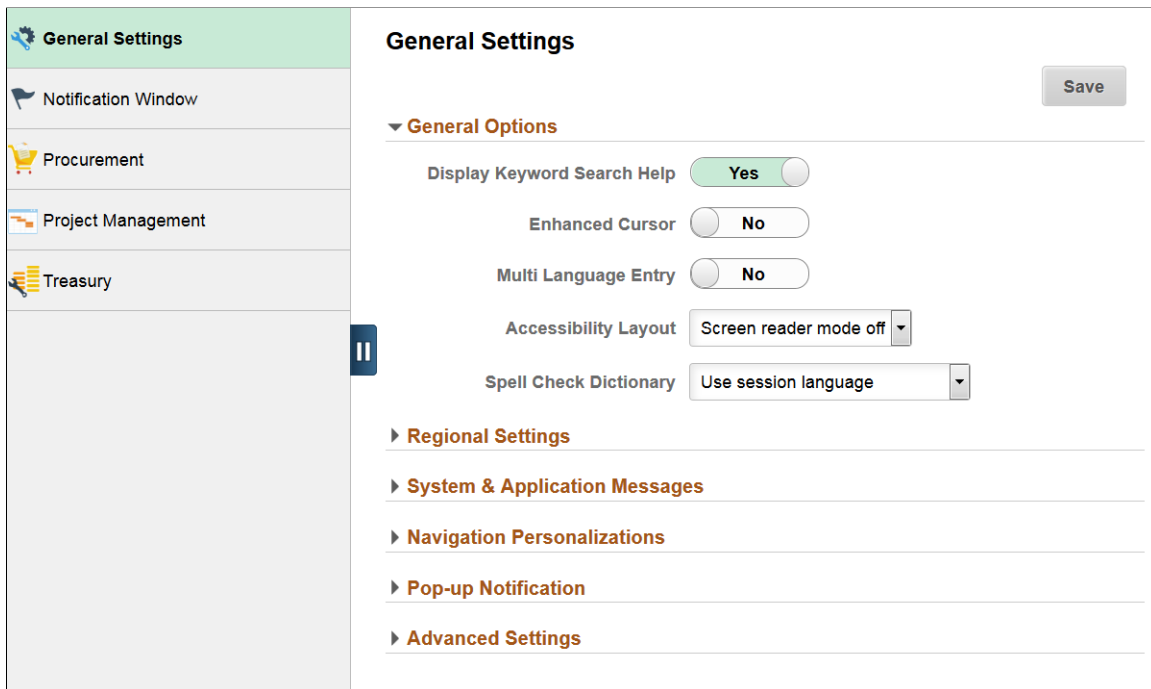 General Settings
Notification Window
Procurement
Project Management
Treasury
General Settings
Save
General Options
Display Keyword Search Help Yes
Enhanced Cursor No
Multi Language Entry No
Accessibility Layout Screen reader mode off
Spell Check Dictionary Use session language
Regional Settings
System & Application Messages
Navigation Personalizations
Pop-up Notification
Advanced Settings